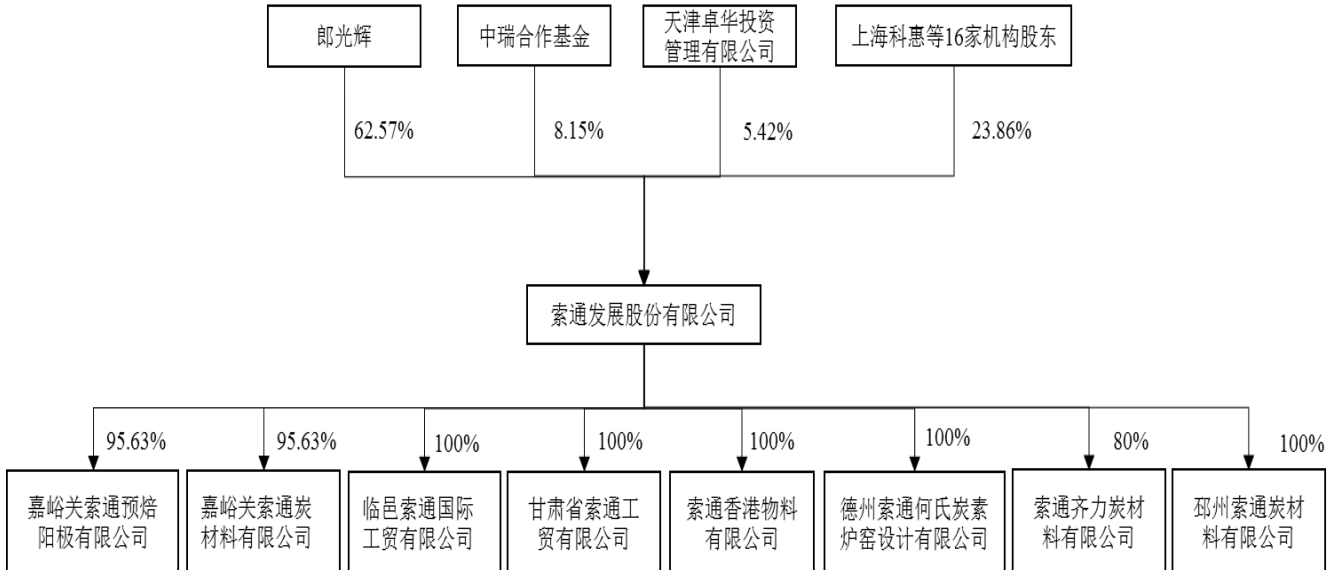 郎光辉
中瑞合作基金
天津卓华投资
管理有限公司
上海科惠等16家机构股东
62.57%
8.15%
5.42%
23.86%
索通发展股份有限公司
95.63%
95.63%
100%
100%
100%
100%
80%
100%
嘉峪关索通预焙
阳极有限公司
嘉峪关索通炭
材料有限公司
临邑索通国际
工贸有限公司
甘肃省索通工
贸有限公司
索通香港物料
有限公司
德州索通何氏炭素
炉窑设计有限公司
索通齐力炭材
料有限公司
邳州索通炭材
料有限公司